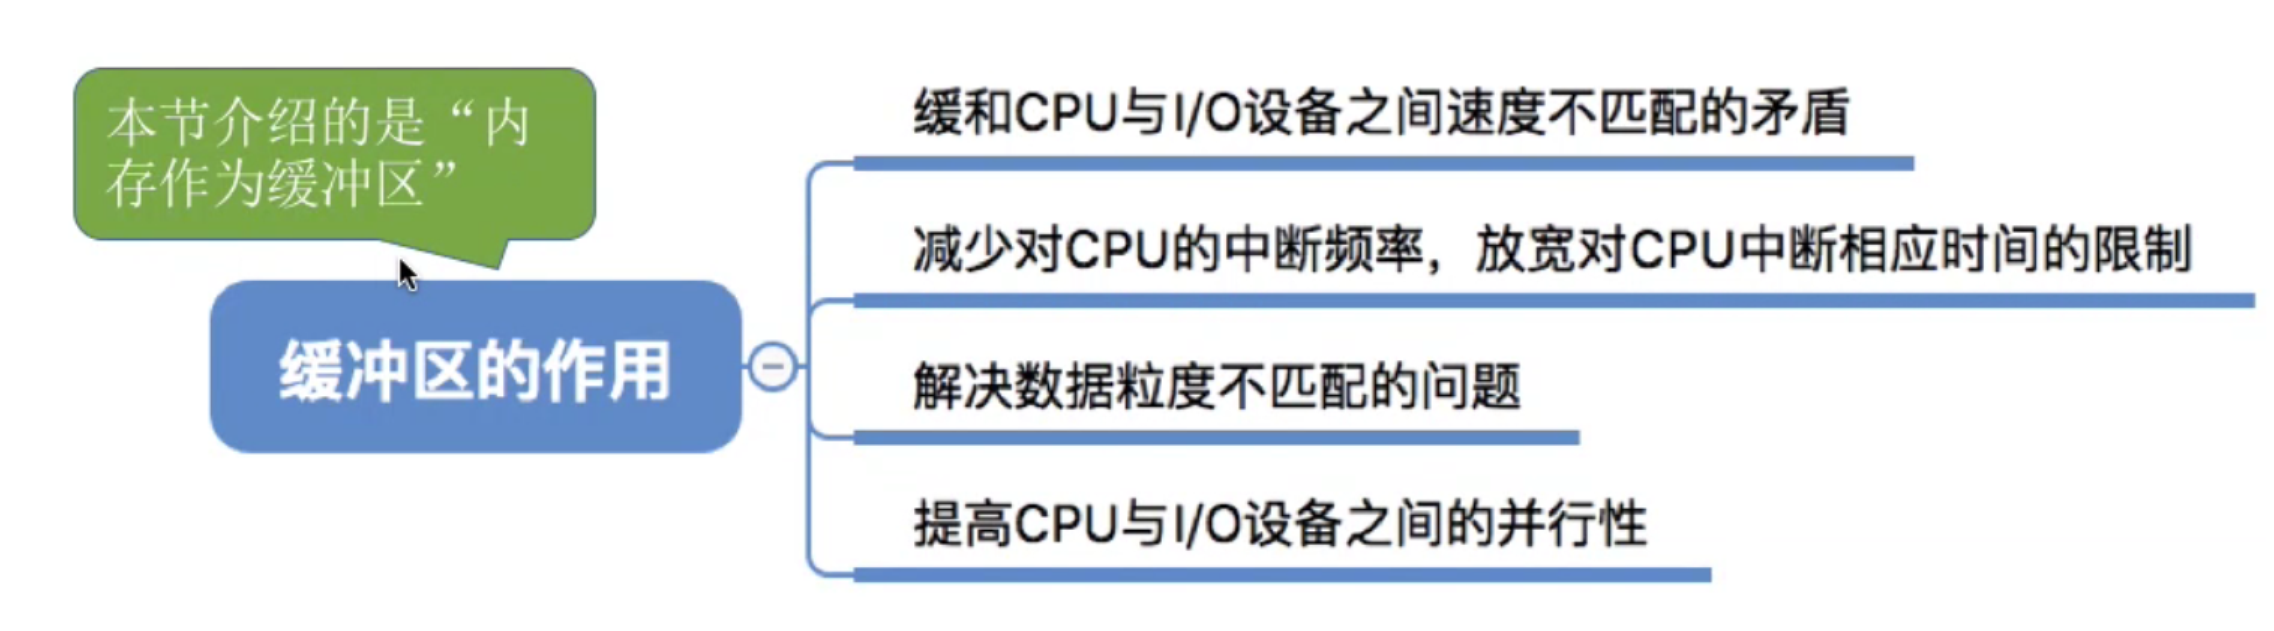 本节介绍的是“内
存作为缓冲区”
缓冲区的作用
缓和CPU与I/O设备之间速度不匹配的矛盾
减少对CPU的中断频率，放宽对CPU中断相应时间的限制
解决数据粒度不匹配的问题
提高CPU与I/O设备之间的并行性